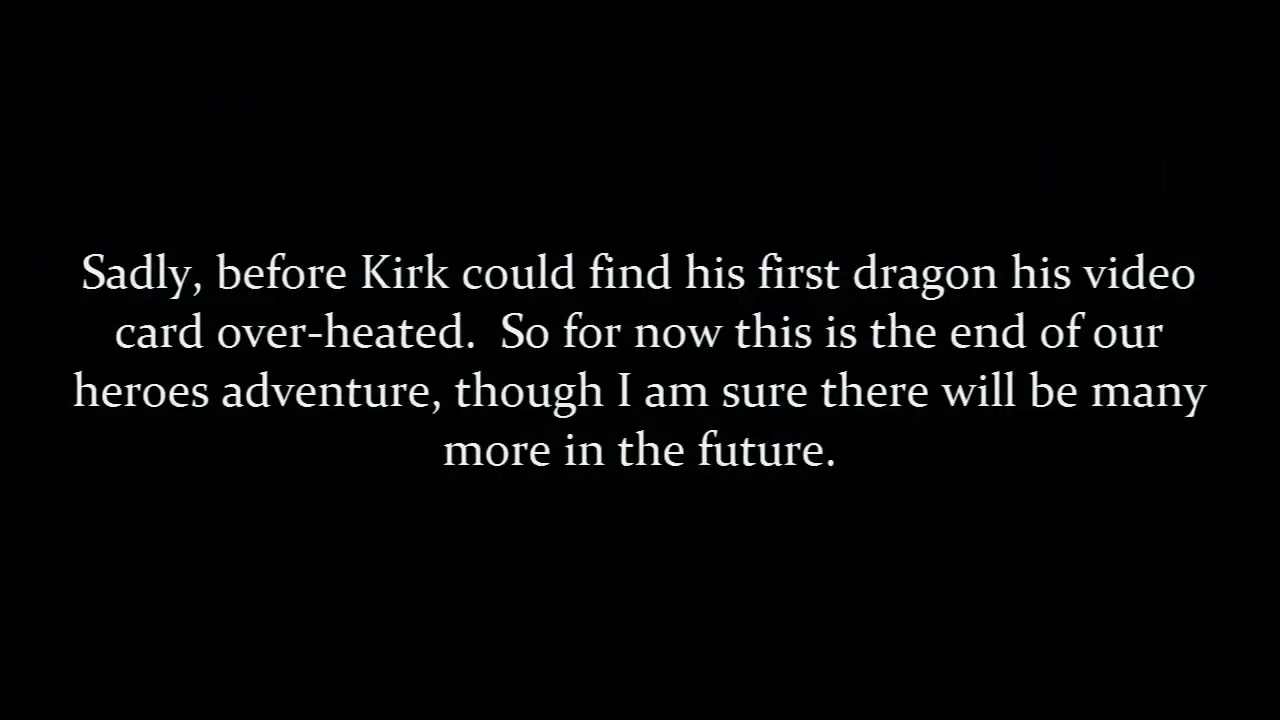 Sadly, before Kirk could find his first dragon his video
card over-heated.  So for now this is the end of our
heroes adventure, though I am sure there will be many
more in the future.